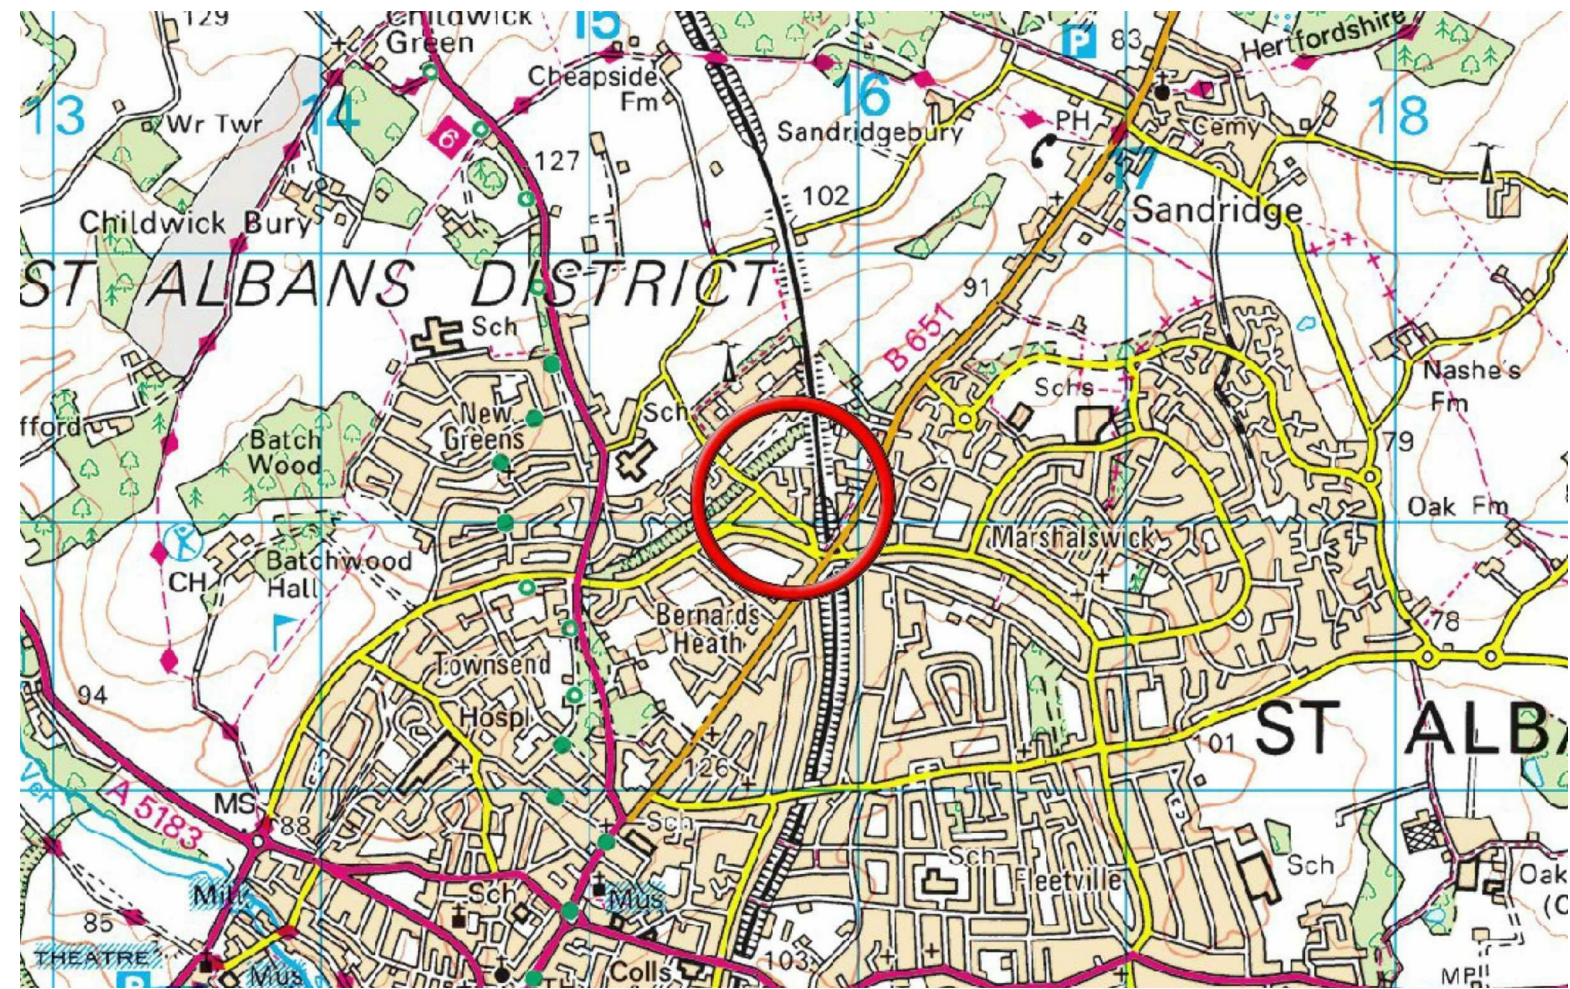 129
Childwick
Green
15
P
83
Hertfordshire
Cheapside
Fm
13
14
16
18
Wr Twr
6
Sandridgebury
PH
Cemy
127
17
102
Childwick Bury
Sandridge
ST ALBANS DISTRICT
91
Sch
B 651
Nashe's
Fm
Schs
New
Greens
Sch
fford
Batch
Wood
79
Oak Fm
Marshalswick
Batchwood
Hall
CH
Bernards
Heath
78
Townsend
94
Hospl
ST ALBA
101
126
Ver
A 5183
MS
88
Sch
Sch
Sch
Fleetville
Sch
Oak
(C
Mill
Mus
85
THEATRE
P
Mus
Colls
103
MP